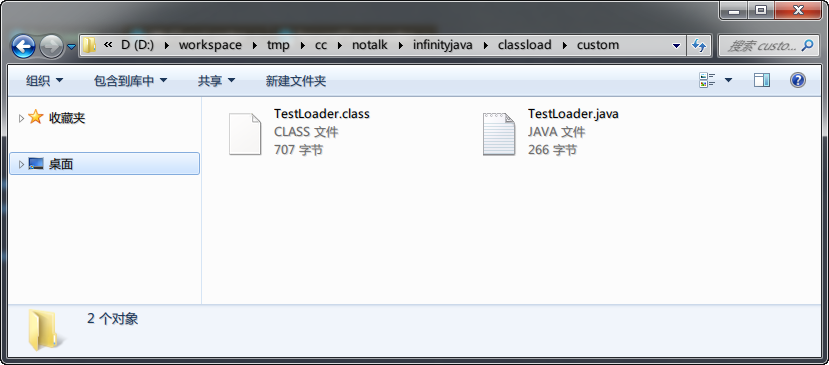 « D (D:) ▸ workspace ▸ tmp ▸ cc ▸ notalk ▸ infinityjava ▸ classload ▸ custom
搜索 custo...
组织 包含到库中 共享 新建文件夹
收藏夹
桌面
TestLoader.class
CLASS 文件
707 字节
TestLoader.java
JAVA 文件
266 字节
2 个对象